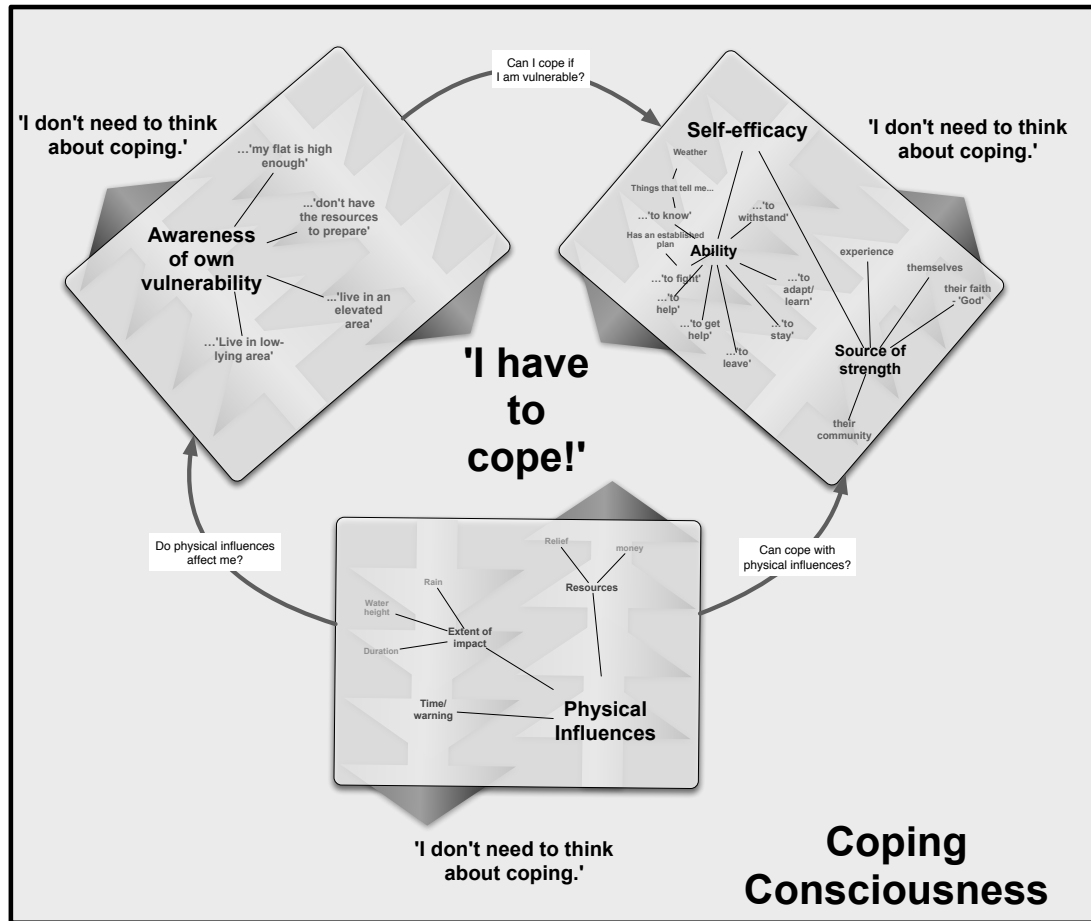 Can I cope if
I am vulnerable?
'I don't need to think
about coping.'
…'my flat is high
enough'
...'don't have
the resources
to prepare'
Awareness
of own
vulnerability
…'live in an
elevated
area'
…'Live in low-
lying area'
Self-efficacy
Weather
Things that tell me...
…'to know'
Has an established
plan
…'to
withstand'
Ability
…'to fight'
…'to
help'
…'to get
help'
…'to
leave'
…'to
stay'
…'to
adapt/
learn'
'I don't need to think
about coping.'
experience
themselves
their faith
- 'God'
Source of
strength
their
community
'I have
to
cope!'
Do physical influences
affect me?
Can cope with
physical influences?
Relief
money
Resources
Rain
Water
height
Duration
Extent of
impact
Time/
warning
Physical
Influences
'I don't need to think
about coping.'
Coping
Consciousness